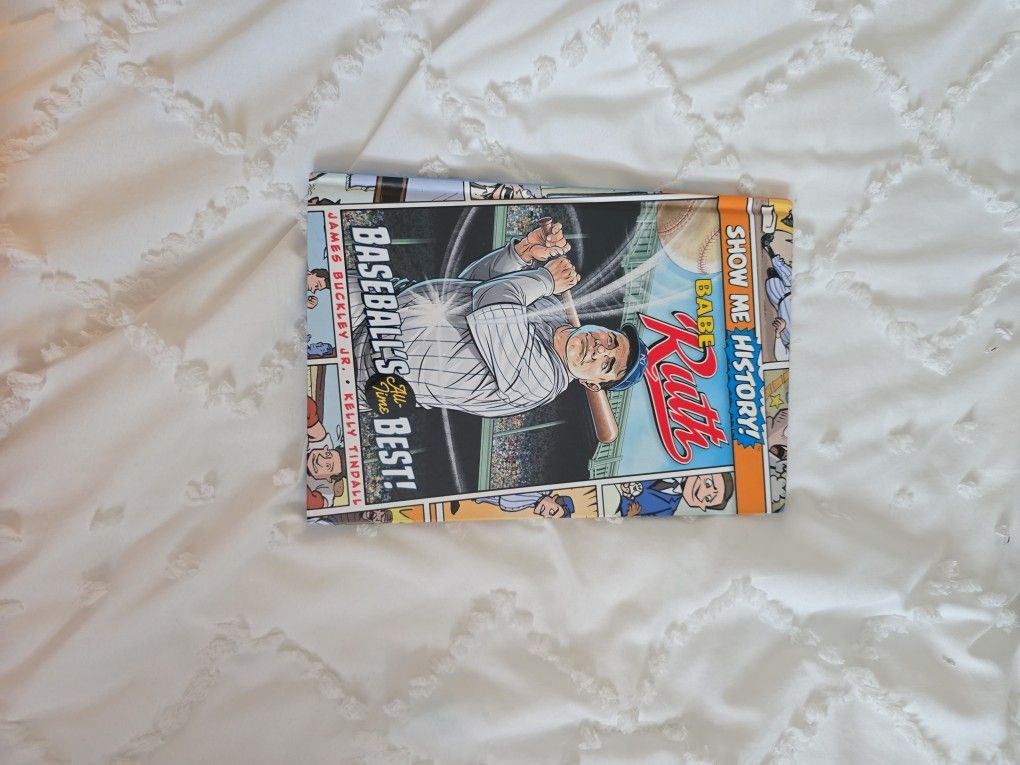 SHOW ME HISTORY!
BABE
Ruth
BASEBALL'S All-Time BEST!
JAMES BUCKLEY JR. • KELLY TINDALL